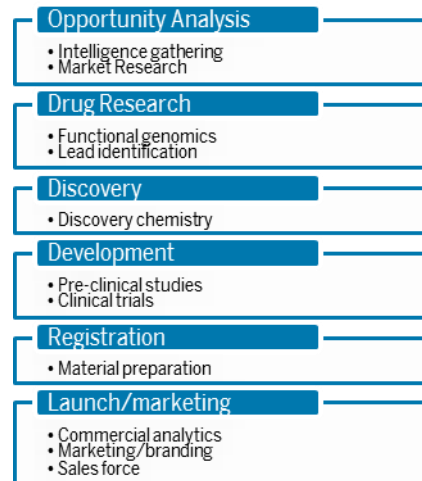 Opportunity Analysis
• Intelligence gathering
• Market Research
Drug Research
• Functional genomics
• Lead identification
Discovery
• Discovery chemistry
Development
• Pre-clinical studies
• Clinical trials
Registration
• Material preparation
Launch/marketing
• Commercial analytics
• Marketing/branding
• Sales force